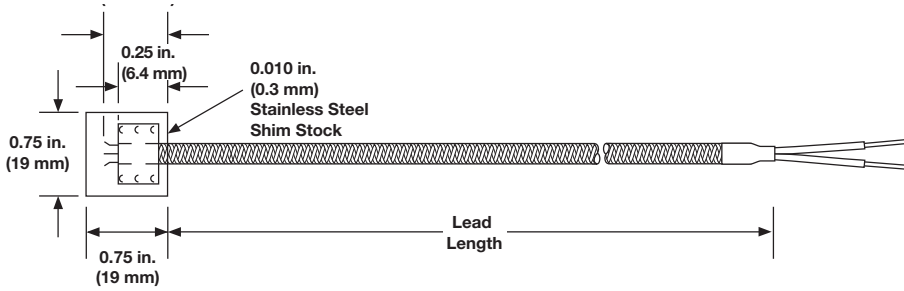 0.25 in.
(6.4 mm)
0.010 in.
(0.3 mm)
Stainless Steel
Shim Stock
0.75 in.
(19 mm)
Lead
Length
0.75 in.
(19 mm)